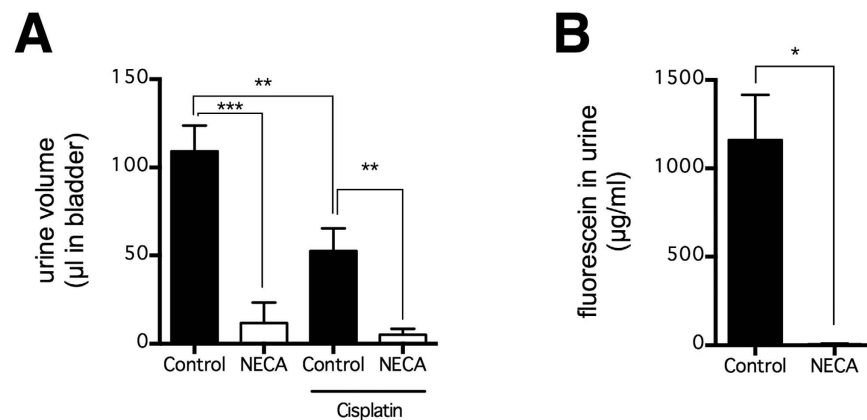 A
urine volume
(µl in bladder)
150
100
50
0
**
***
**
Control
NECA
Control
NECA
Cisplatin
B
fluorescein in urine
(µg/ml)
1500
1000
500
0
*
Control
NECA